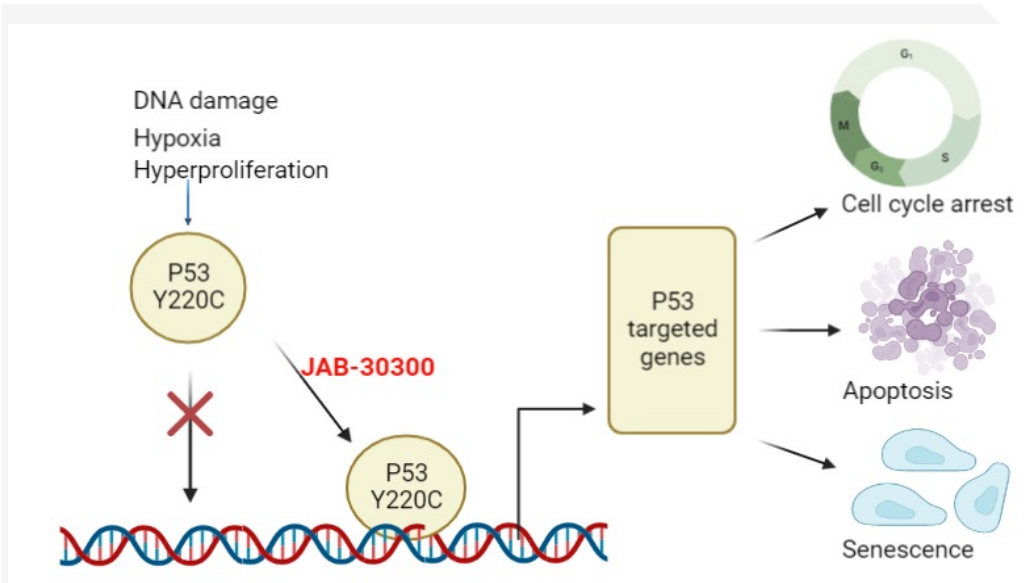 DNA damage
Hypoxia
Hyperproliferation
P53
Y220C
JAB-30300
P53
Y220C
P53
targeted
genes
G₁
M
G₂
S
Cell cycle arrest
Apoptosis
Senescence